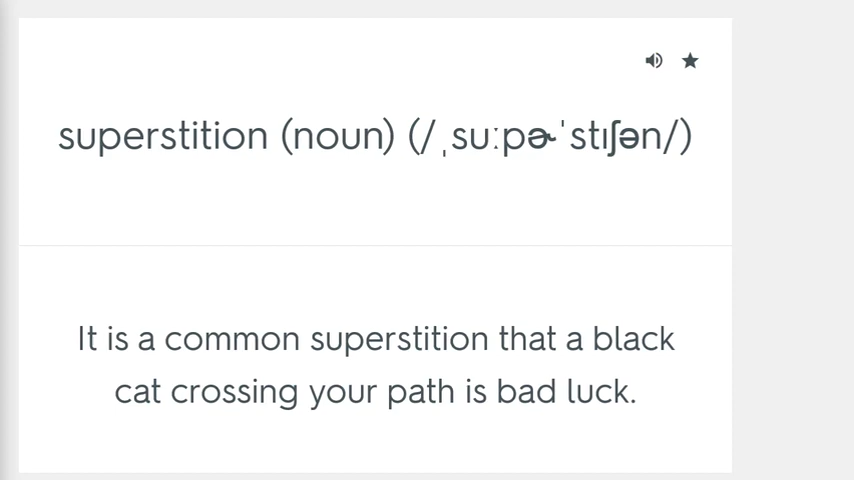 superstition (noun) (/ˌsuːpɚˈstɪʃən/)
It is a common superstition that a black
cat crossing your path is bad luck.